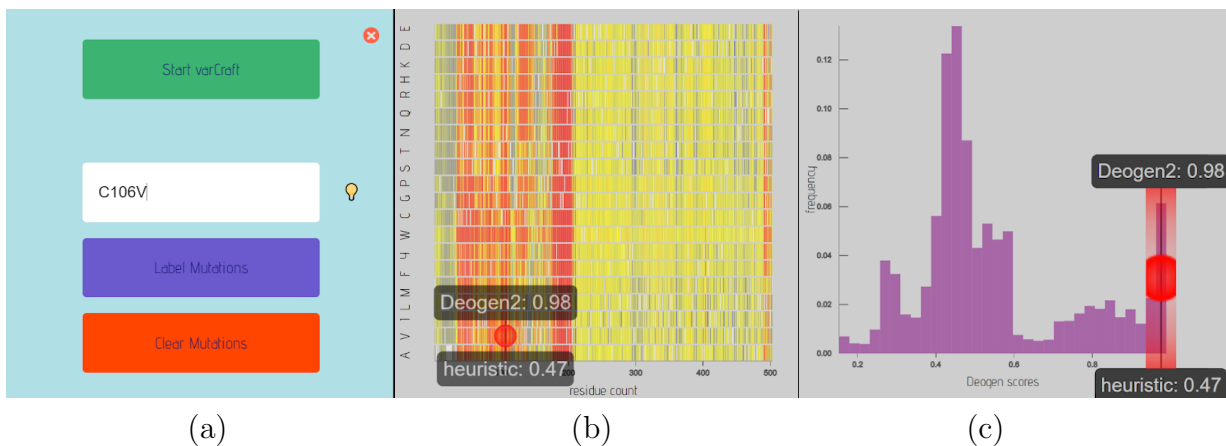 Start varCraft
C106V
Label Mutations
Clear Mutations
E
D
K
H
R
Q
N
T
S
P
G
C
W
Y
F
M
L
I
V
A
Deogen2: 0.98
heuristic: 0.47
200
300
400
500
residue count
0.12
0.10
0.08
0.06
0.04
0.02
0.00
frequency
0.2
0.4
0.6
0.8
Deogen scores
Deogen2: 0.98
heuristic: 0.47
(a)
(b)
(c)